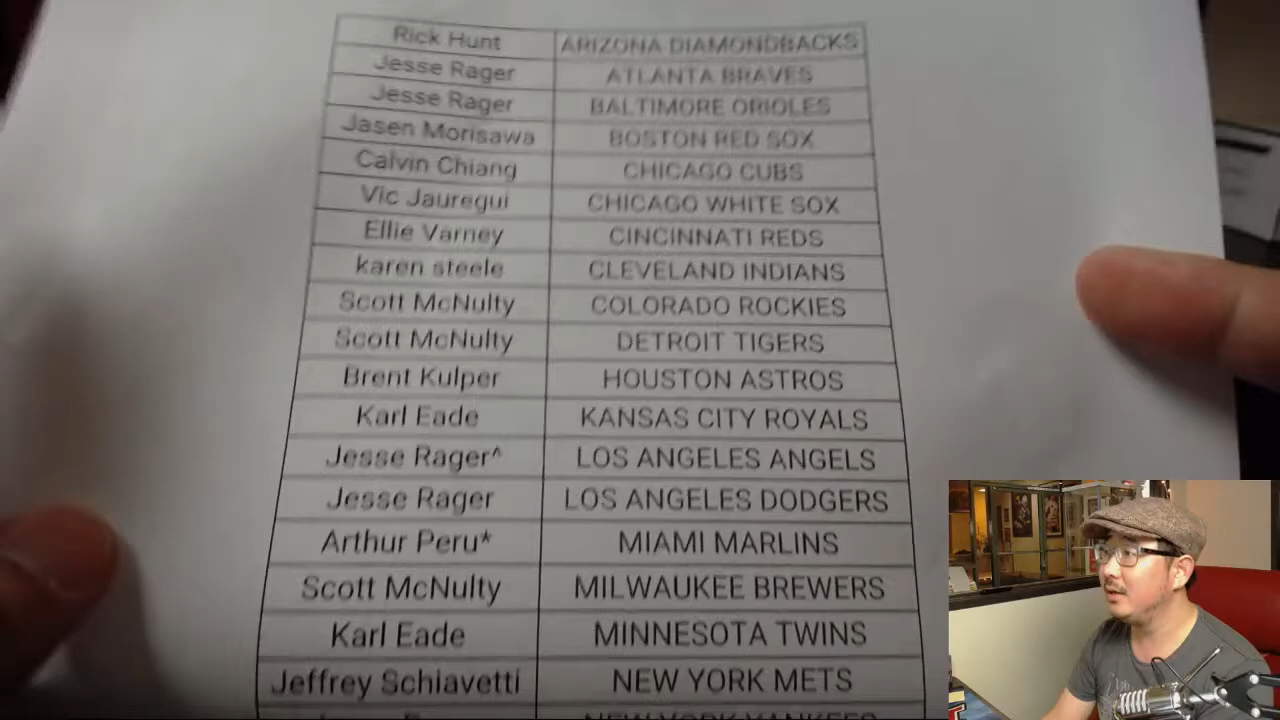 Rick Hunt ARIZONA DIAMONDBACKS
Jesse Rager ATLANTA BRAVES
Jesse Rager BALTIMORE ORIOLES
Jasen Morisawa BOSTON RED SOX
Calvin Chiang CHICAGO CUBS
Vic Jauregui CHICAGO WHITE SOX
Ellie Varney CINCINNATI REDS
karen steele CLEVELAND INDIANS
Scott McNulty COLORADO ROCKIES
Scott McNulty DETROIT TIGERS
Brent Kulper HOUSTON ASTROS
Karl Eade KANSAS CITY ROYALS
Jesse Rager^ LOS ANGELES ANGELS
Jesse Rager LOS ANGELES DODGERS
Arthur Peru* MIAMI MARLINS
Scott McNulty MILWAUKEE BREWERS
Karl Eade MINNESOTA TWINS
Jeffrey Schiavetti NEW YORK METS
NEW YORK YANKEES